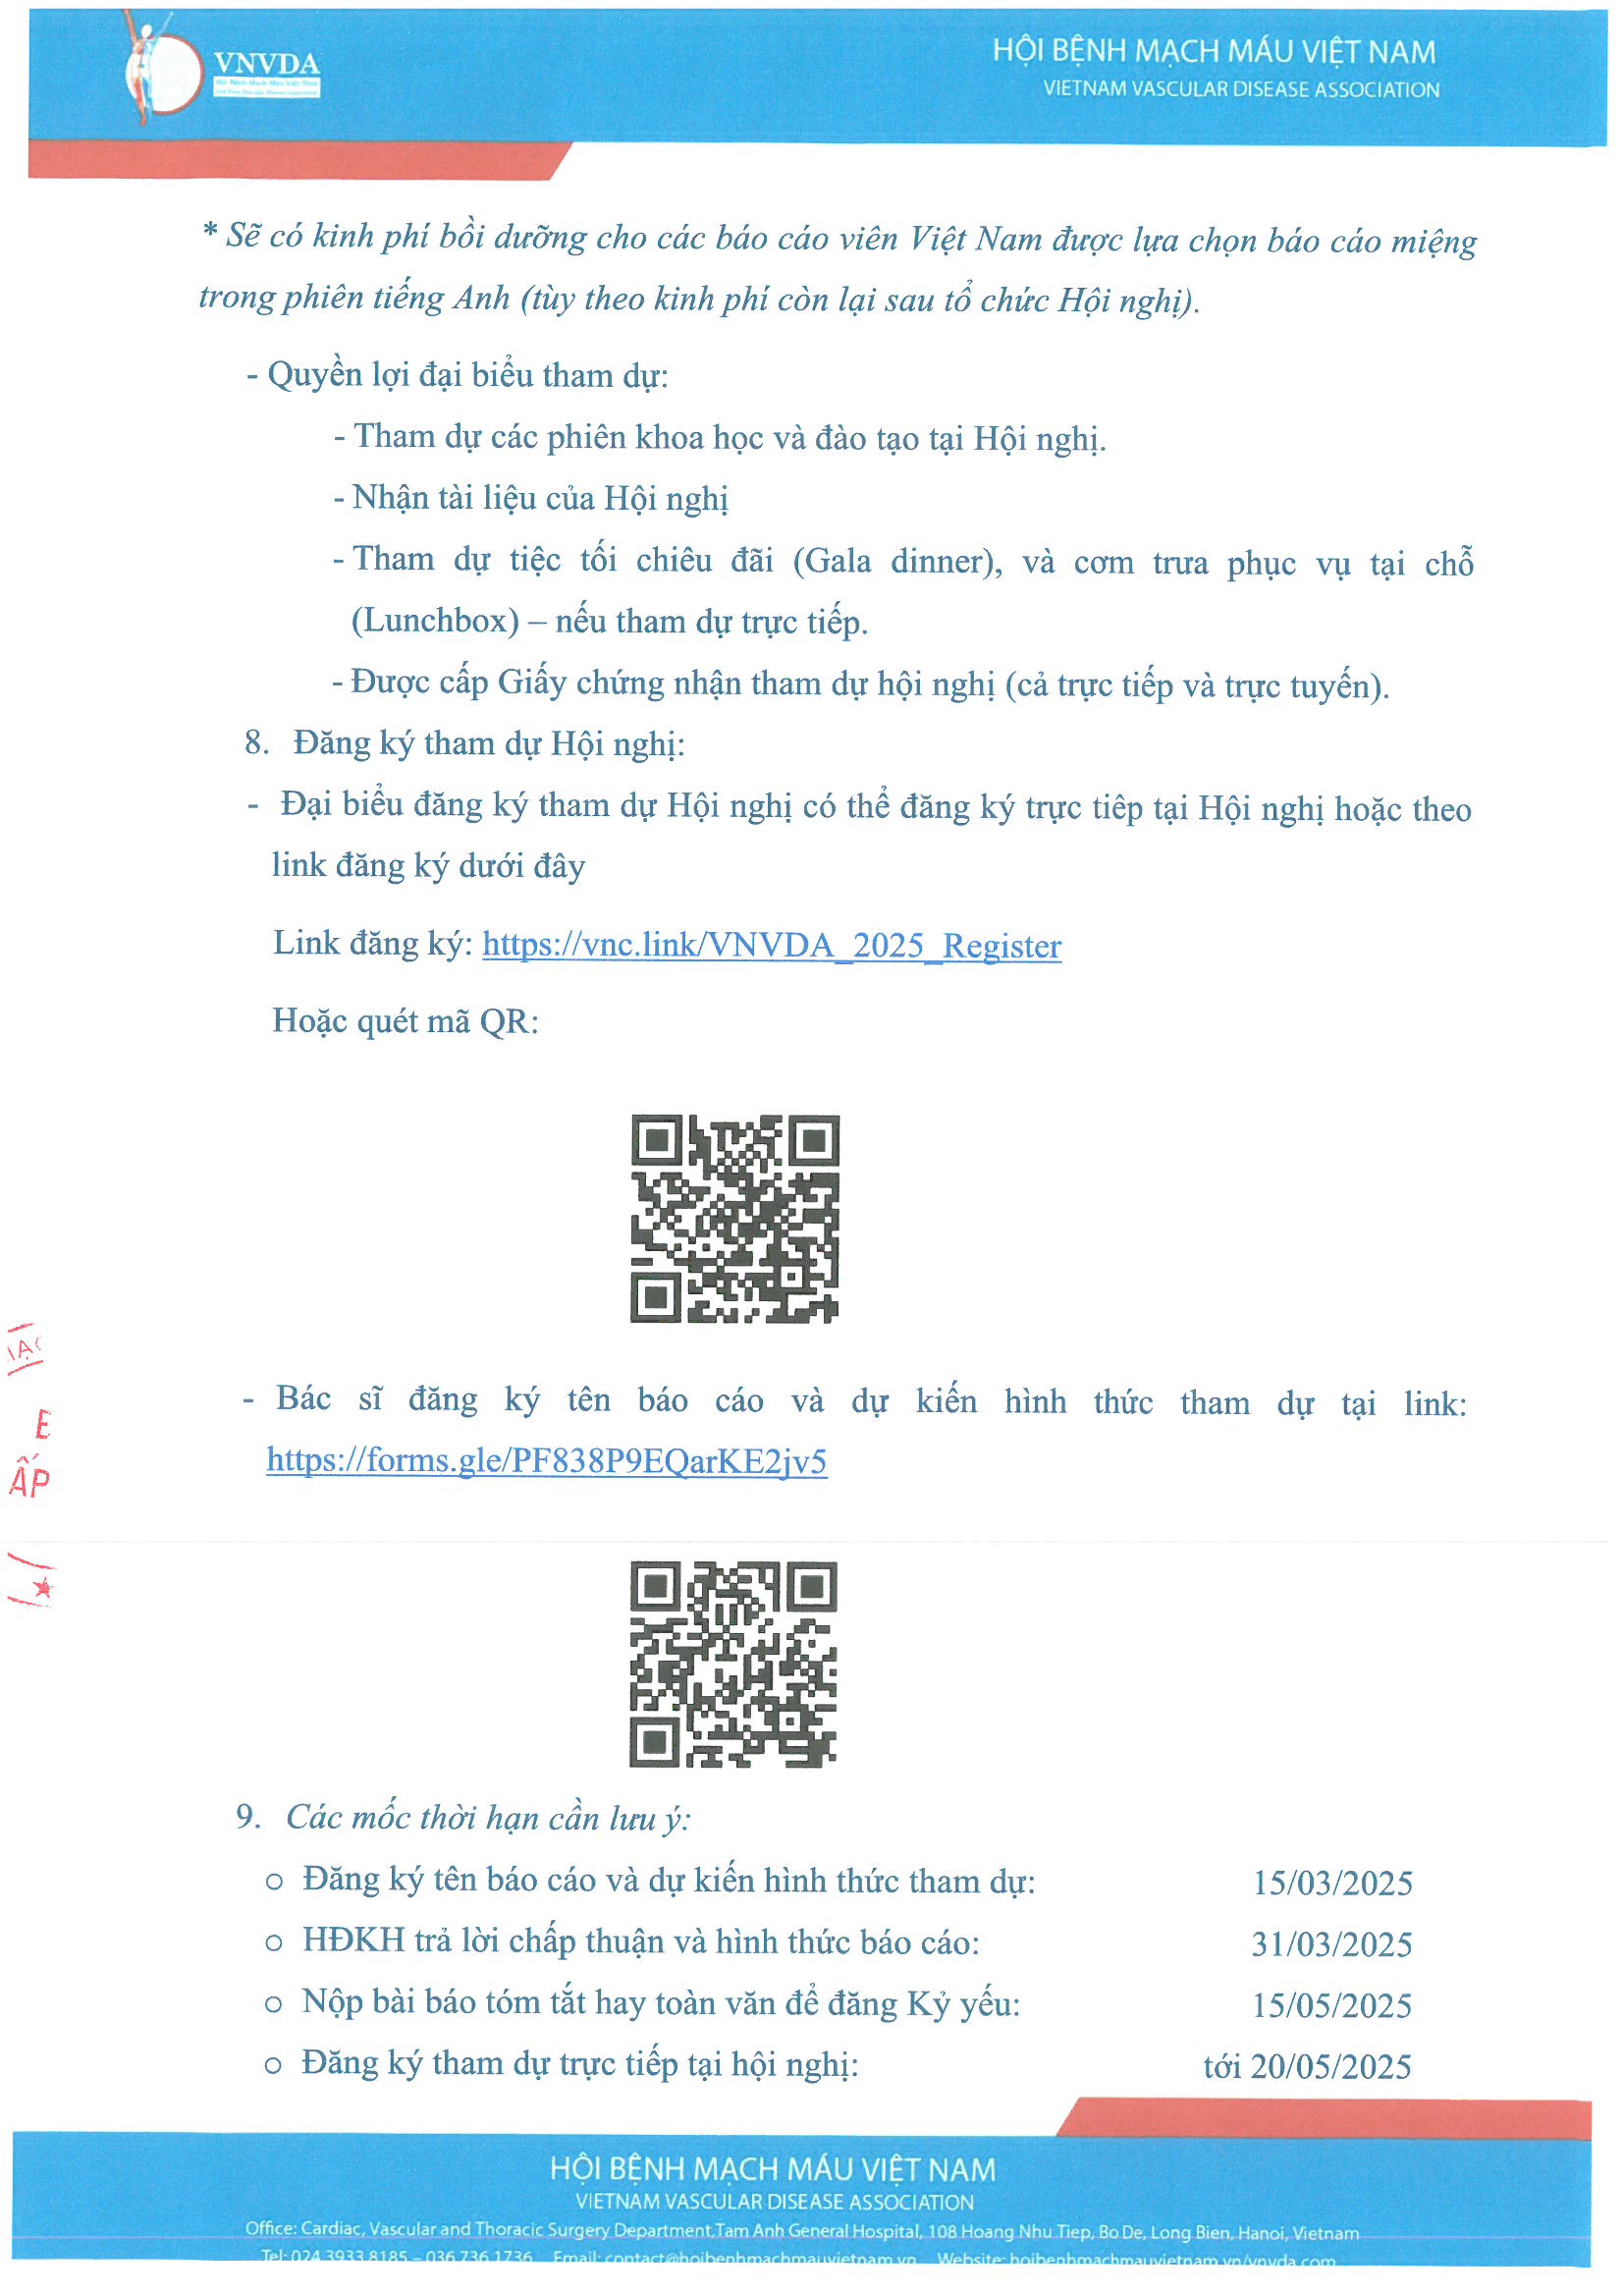 VNVDA
Hội Bệnh Mạch Máu Việt Nam
HỘI BỆNH MẠCH MÁU VIỆT NAM
VIETNAM VASCULAR DISEASE ASSOCIATION
* Sẽ có kinh phí bồi dưỡng cho các báo cáo viên Việt Nam được lựa chọn báo cáo miệng
trong phiên tiếng Anh (tùy theo kinh phí còn lại sau tổ chức Hội nghị).
- Quyền lợi đại biểu tham dự:
- Tham dự các phiên khoa học và đào tạo tại Hội nghị.
- Nhận tài liệu của Hội nghị
- Tham dự tiệc tối chiêu đãi (Gala dinner), và cơm trưa phục vụ tại chỗ
(Lunchbox) – nếu tham dự trực tiếp.
- Được cấp Giấy chứng nhận tham dự hội nghị (cả trực tiếp và trực tuyến).
8. Đăng ký tham dự Hội nghị:
- Đại biểu đăng ký tham dự Hội nghị có thể đăng ký trực tiêp tại Hội nghị hoặc theo
link đăng ký dưới đây
Link đăng ký: https://vnc.link/VNVDA_2025_Register
Hoặc quét mã QR:
E
ẤP
- Bác sĩ đăng ký tên báo cáo và dự kiến hình thức tham dự tại link:
https://forms.gle/PF838P9EQarKE2jv5
9. Các mốc thời hạn cần lưu ý:
o Đăng ký tên báo cáo và dự kiến hình thức tham dự: 15/03/2025
o HĐKH trả lời chấp thuận và hình thức báo cáo: 31/03/2025
o Nộp bài báo tóm tắt hay toàn văn để đăng Kỷ yếu: 15/05/2025
o Đăng ký tham dự trực tiếp tại hội nghị: tới 20/05/2025
HỘI BỆNH MẠCH MÁU VIỆT NAM
VIETNAM VASCULAR DISEASE ASSOCIATION
Office: Cardiac, Vascular and Thoracic Surgery Department,Tam Anh General Hospital, 108 Hoang Nhu Tiep, Bo De, Long Bien, Hanoi, Vietnam
Tel: 024 3933 8185 – 036 736 1736 Email: contact@hoibenhmachmauvietnam.vn Website: hoibenhmachmauvietnam.vn/vnvda.com